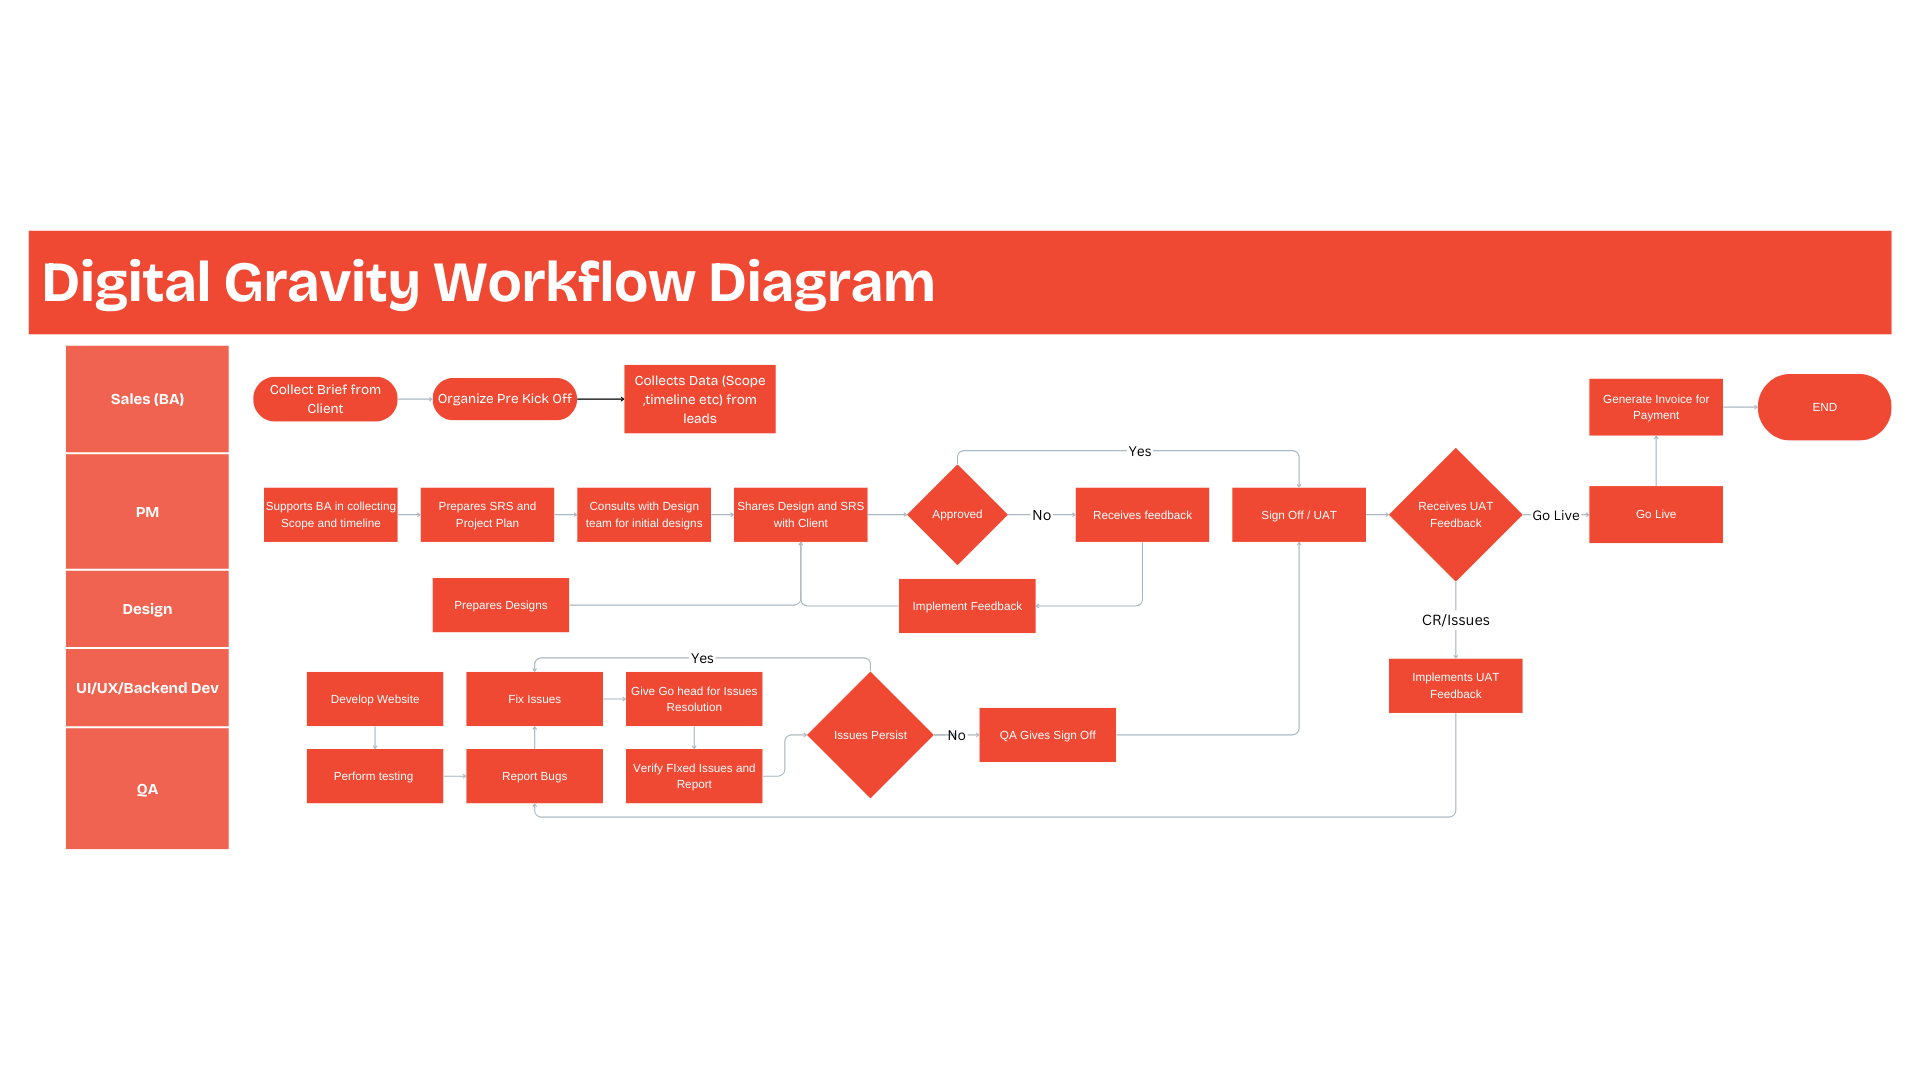 Digital Gravity Workflow Diagram
Sales (BA)
Collect Brief from
Client
Organize Pre Kick Off
Collects Data (Scope
,timeline etc) from
leads
Generate Invoice for
Payment
END
Yes
PM
Supports BA in collecting
Scope and timeline
Prepares SRS and
Project Plan
Consults with Design
team for initial designs
Shares Design and SRS
with Client
Approved
No
Receives feedback
Sign Off / UAT
Receives UAT
Feedback
Go Live
Go Live
Design
Prepares Designs
Implement Feedback
CR/Issues
UI/UX/Backend Dev
Yes
Develop Website
Fix Issues
Give Go head for Issues
Resolution
Implements UAT
Feedback
Issues Persist
No
QA Gives Sign Off
QA
Perform testing
Report Bugs
Verify FIxed Issues and
Report